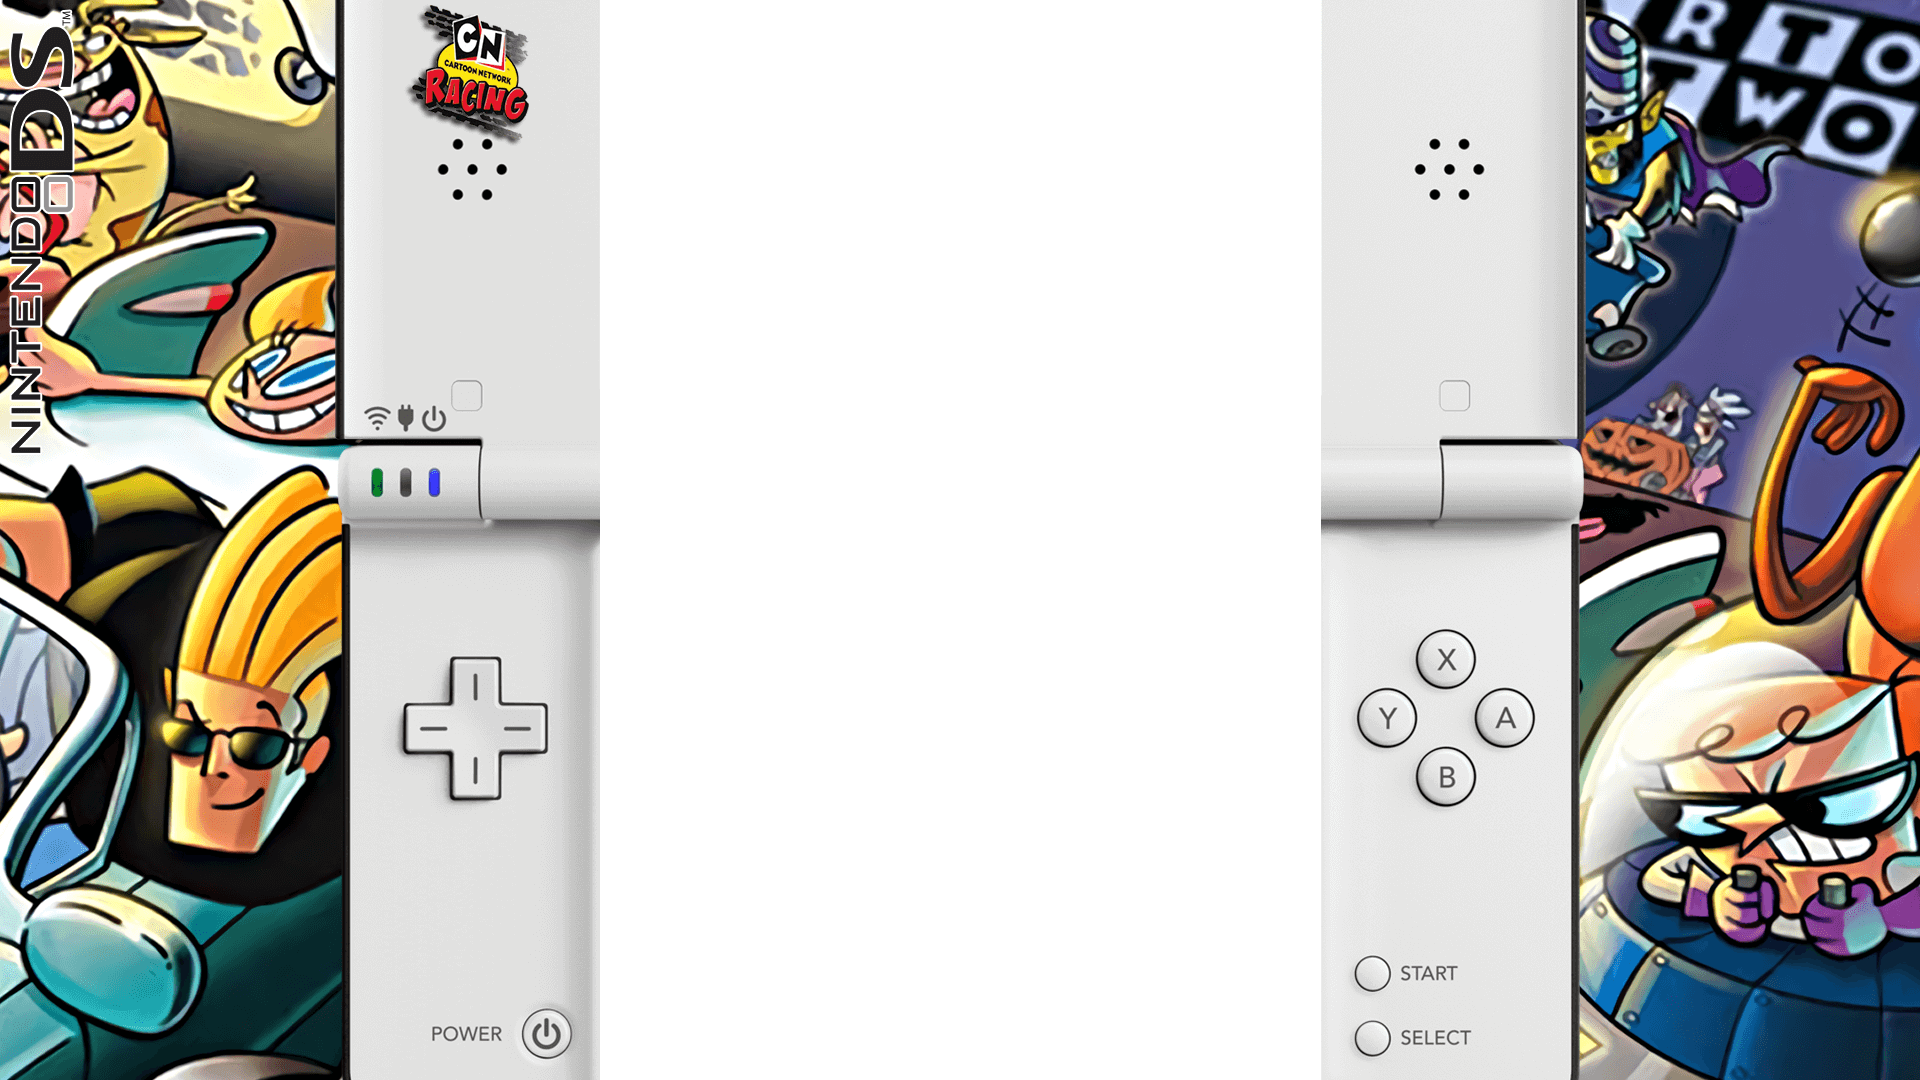 NINTENDO DS™
CN
CARTOON NETWORK
RACING
POWER
RTO
TWO
X
Y
A
B
START
SELECT